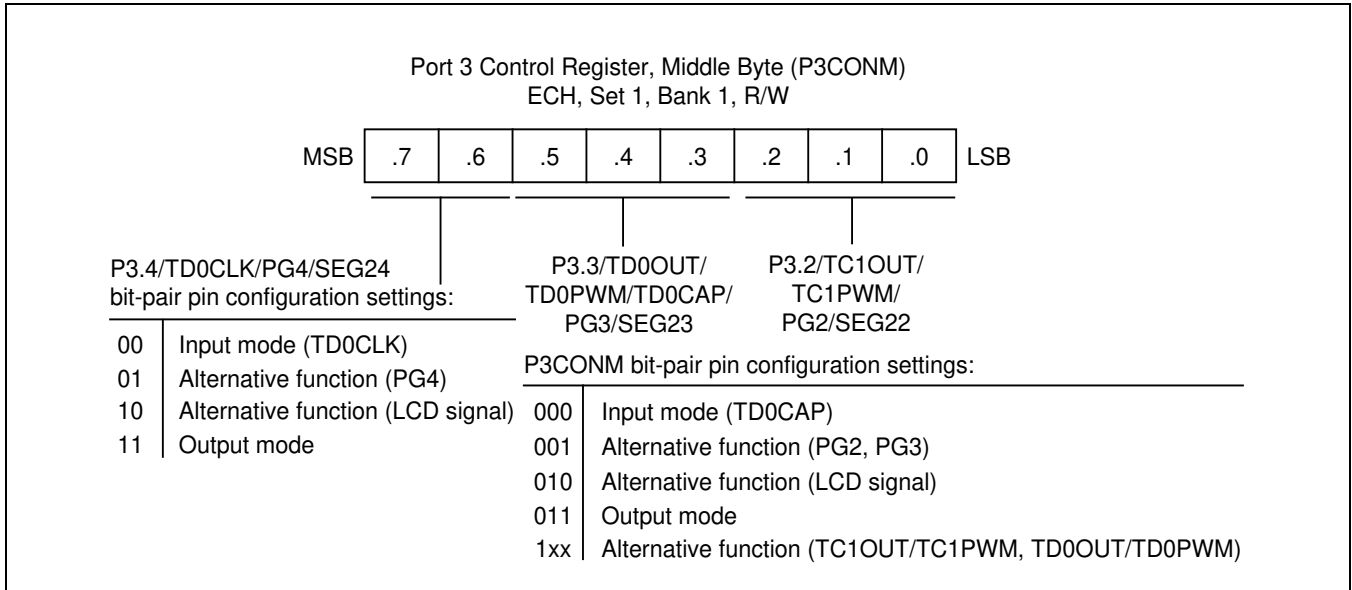 Port 3 Control Register, Middle Byte (P3CONM)
ECH, Set 1, Bank 1, R/W
MSB .7 .6 .5 .4 .3 .2 .1 .0 LSB
P3.4/TD0CLK/PG4/SEG24
bit-pair pin configuration settings:
00 Input mode (TD0CLK)
01 Alternative function (PG4)
10 Alternative function (LCD signal)
11 Output mode
P3.3/TD0OUT/
TD0PWM/TD0CAP/
PG3/SEG23
P3.2/TC1OUT/
TC1PWM/
PG2/SEG22
P3CONM bit-pair pin configuration settings:
000 Input mode (TD0CAP)
001 Alternative function (PG2, PG3)
010 Alternative function (LCD signal)
011 Output mode
1xx Alternative function (TC1OUT/TC1PWM, TD0OUT/TD0PWM)